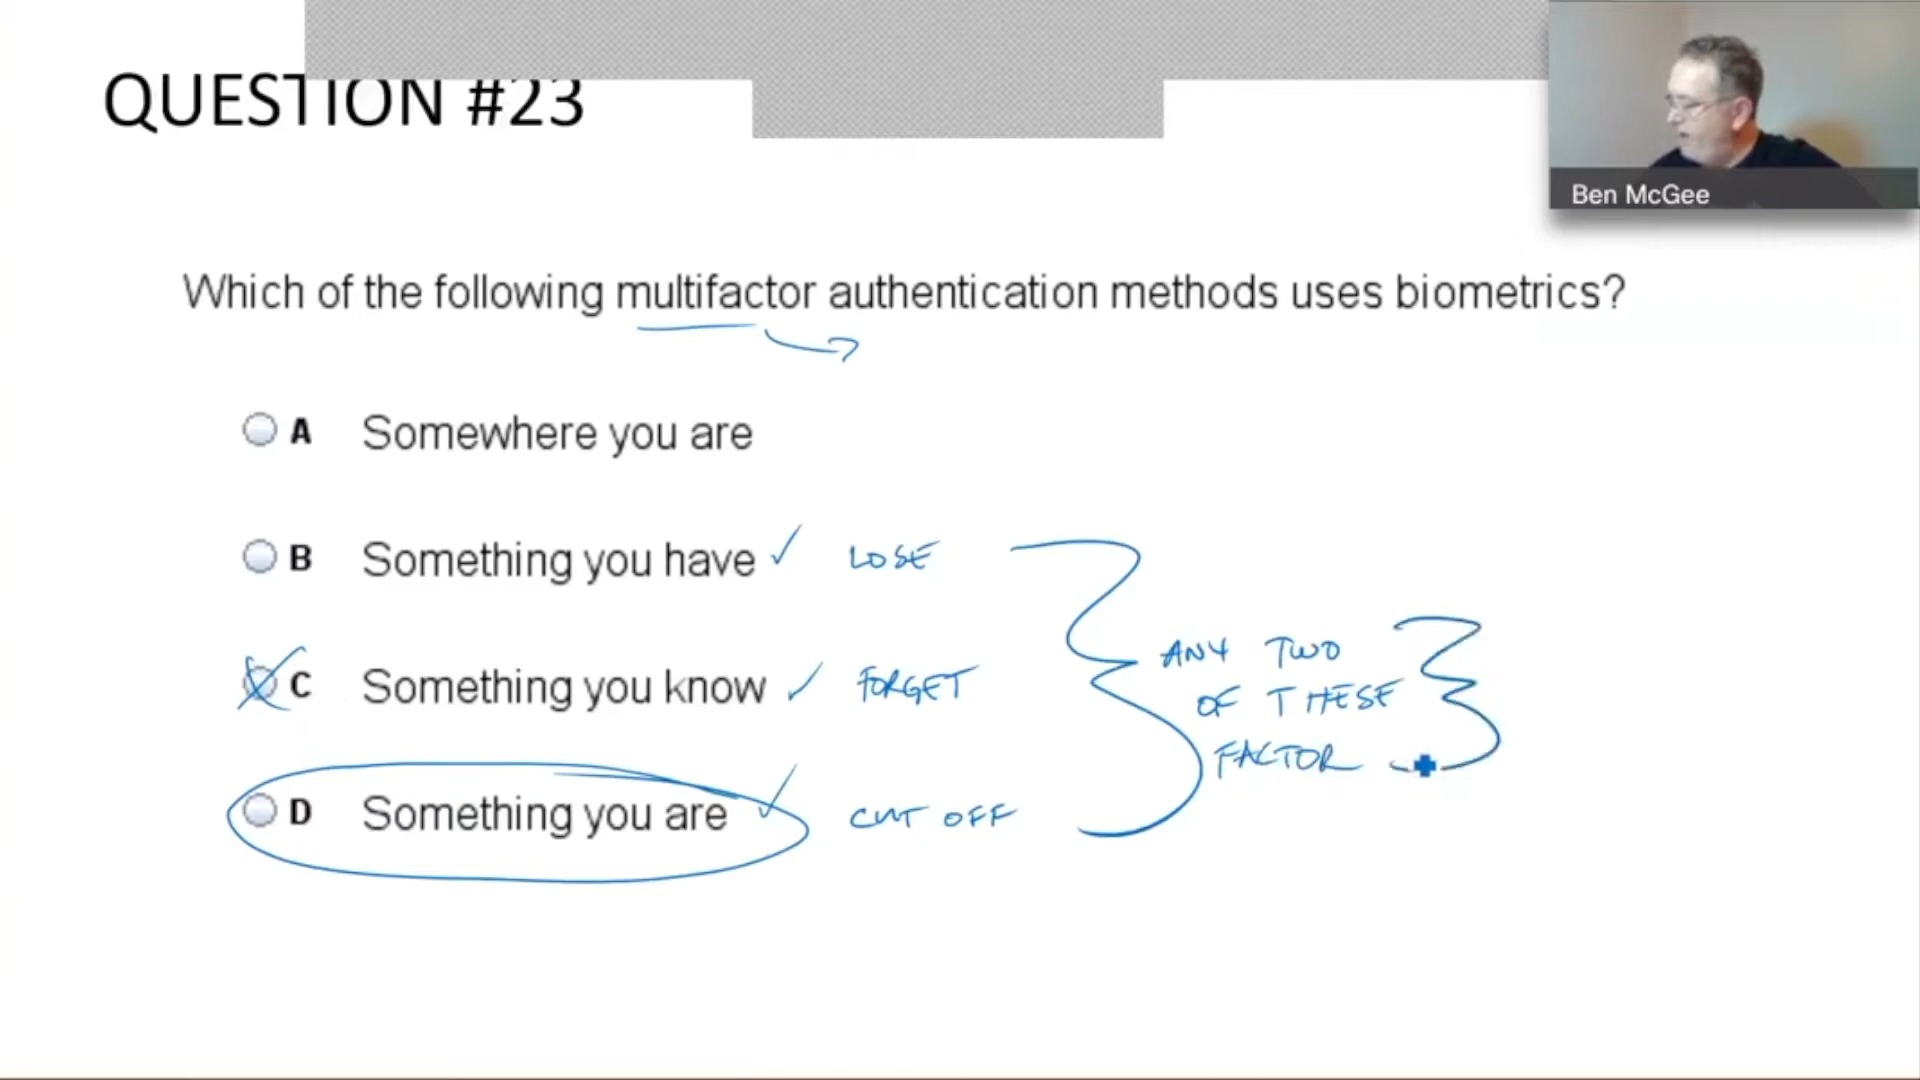 QUESTION #23
Ben McGee
Which of the following multifactor authentication methods uses biometrics?
A Somewhere you are
B Something you have ✓ LOSE
C Something you know ✓ FORGET
D Something you are ✓ CUT OFF
ANY TWO
OF THESE
FACTOR